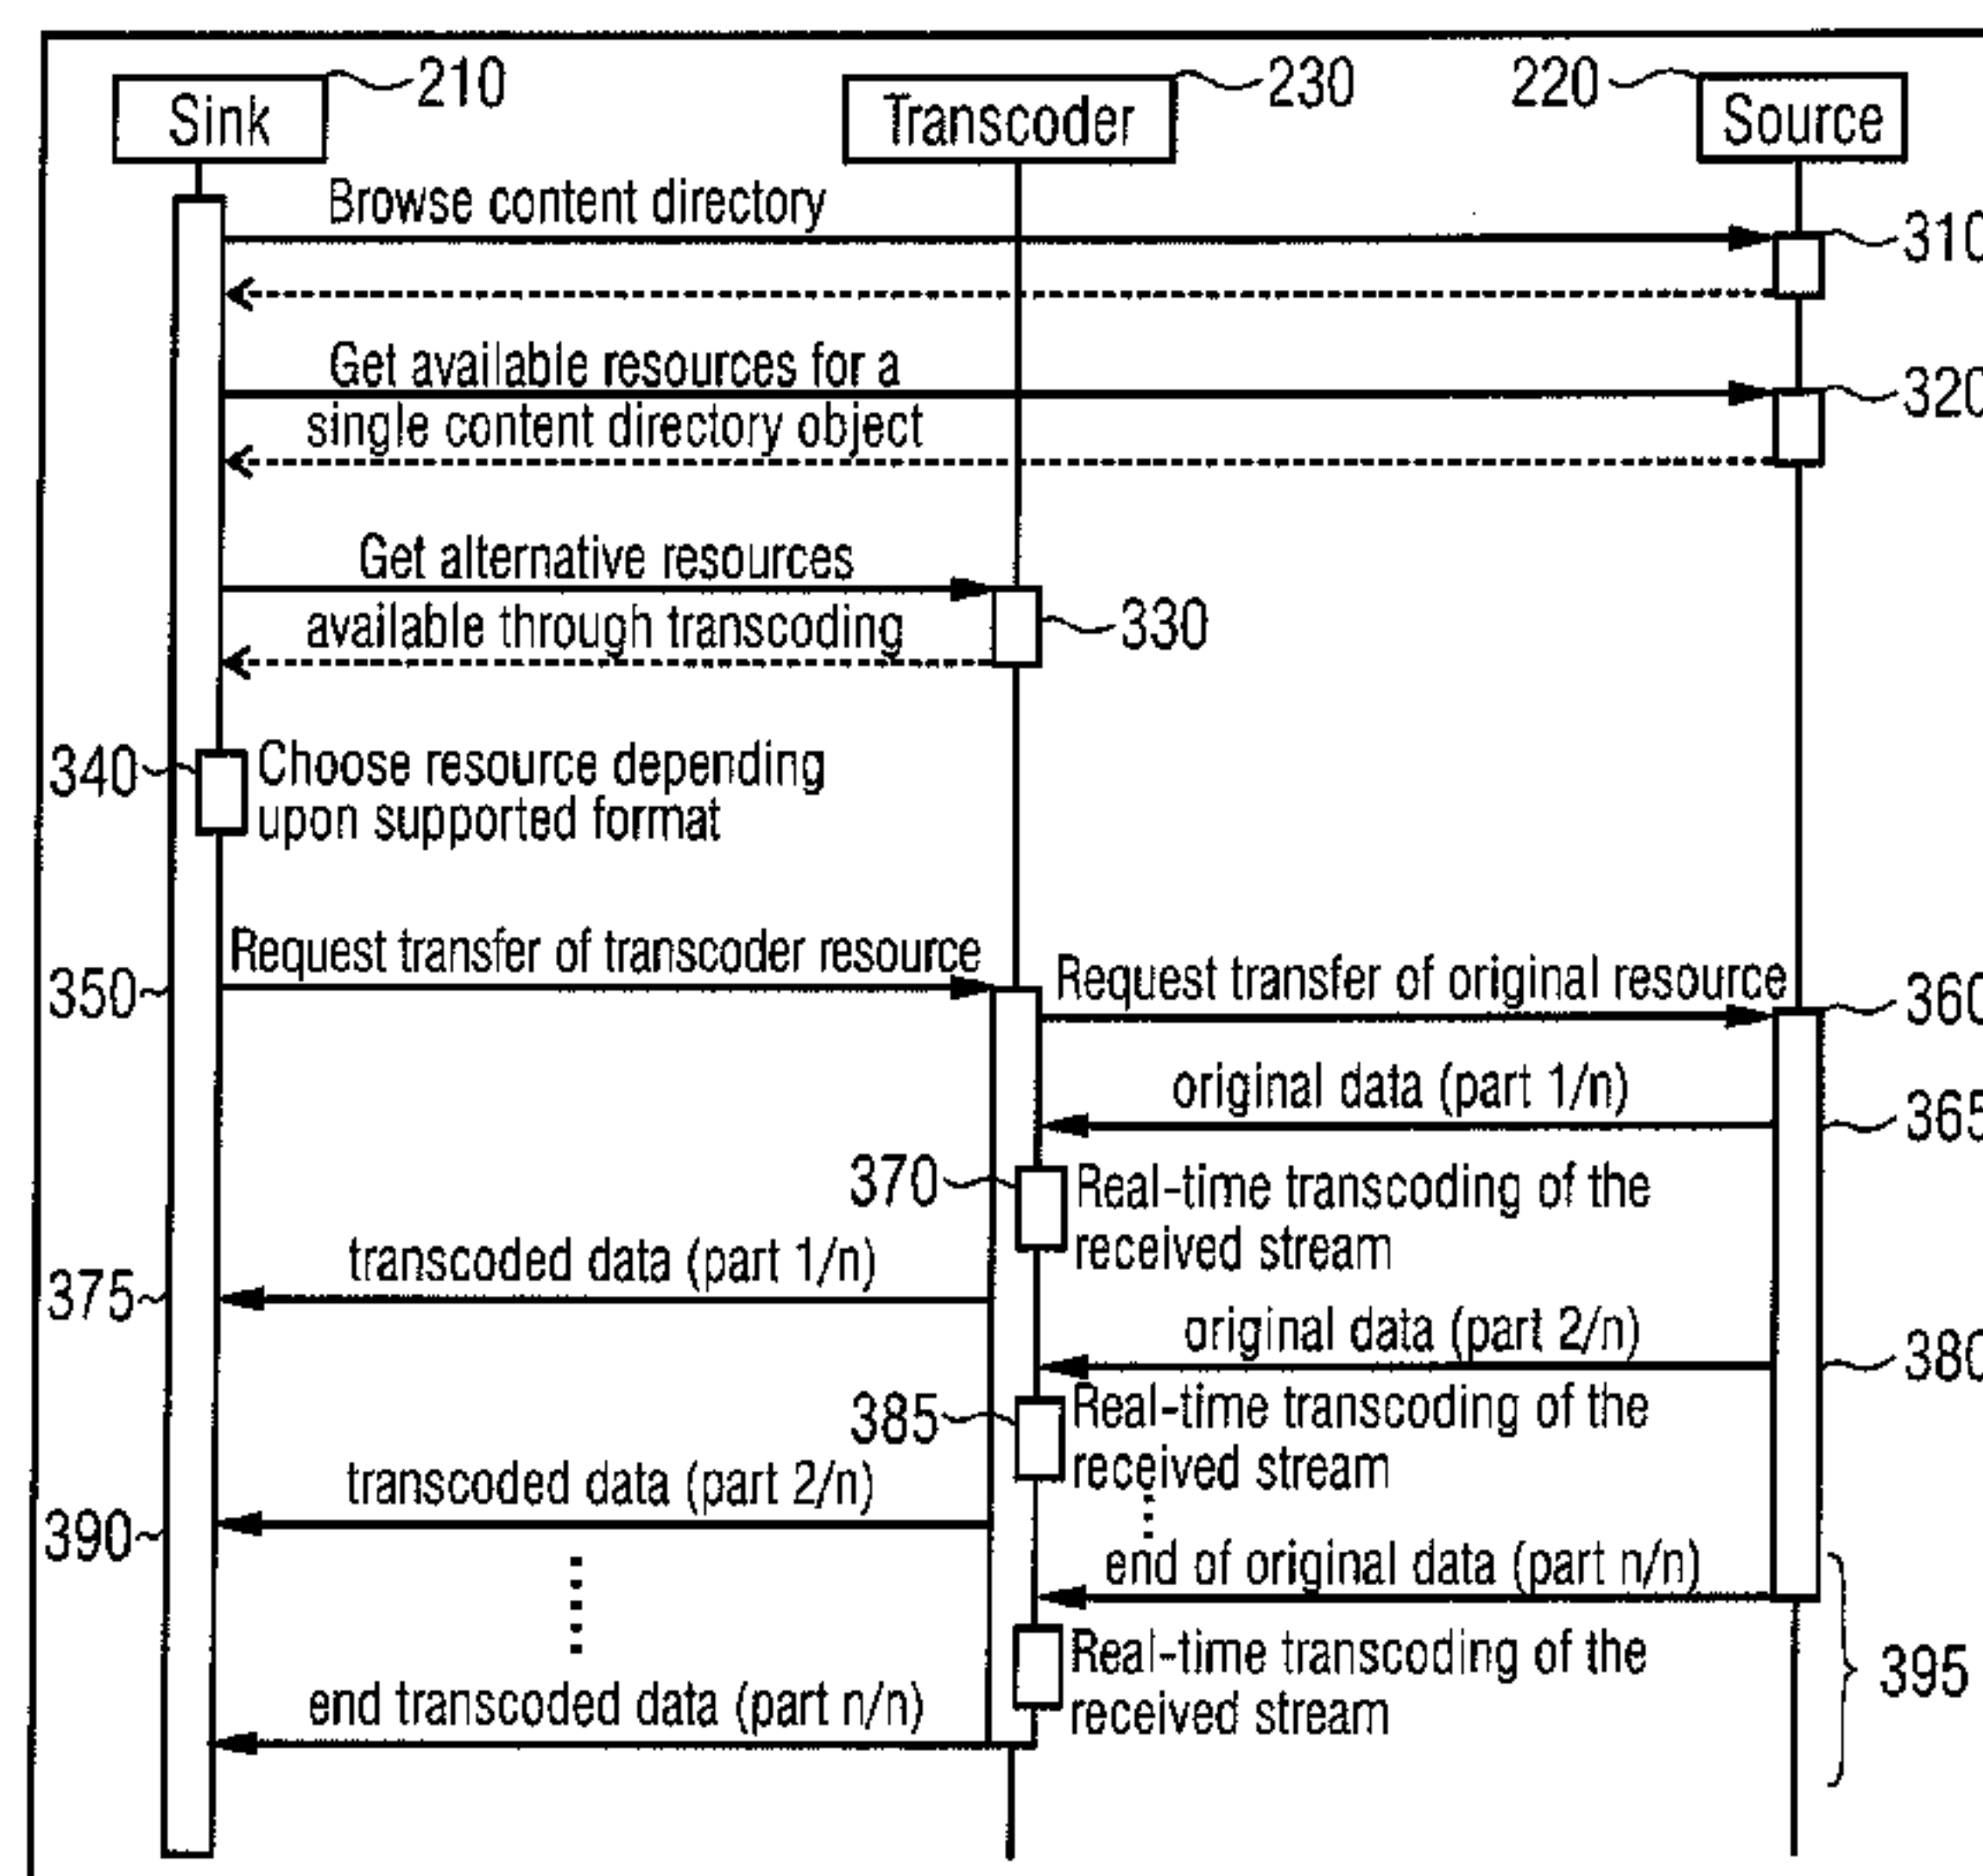 210
230
220
Sink
Transcoder
Source
Browse content directory
310
Get available resources for a
320
single content directory object
Get alternative resources
available through transcoding
330
340
Choose resource depending
upon supported format
Request transfer of transcoder resource
350
Request transfer of original resource
360
original data (part 1/n)
365
370
Real-time transcoding of the
received stream
transcoded data (part 1/n)
375
original data (part 2/n)
380
385
Real-time transcoding of the
received stream
transcoded data (part 2/n)
390
end of original data (part n/n)
Real-time transcoding of the
received stream
395
end transcoded data (part n/n)